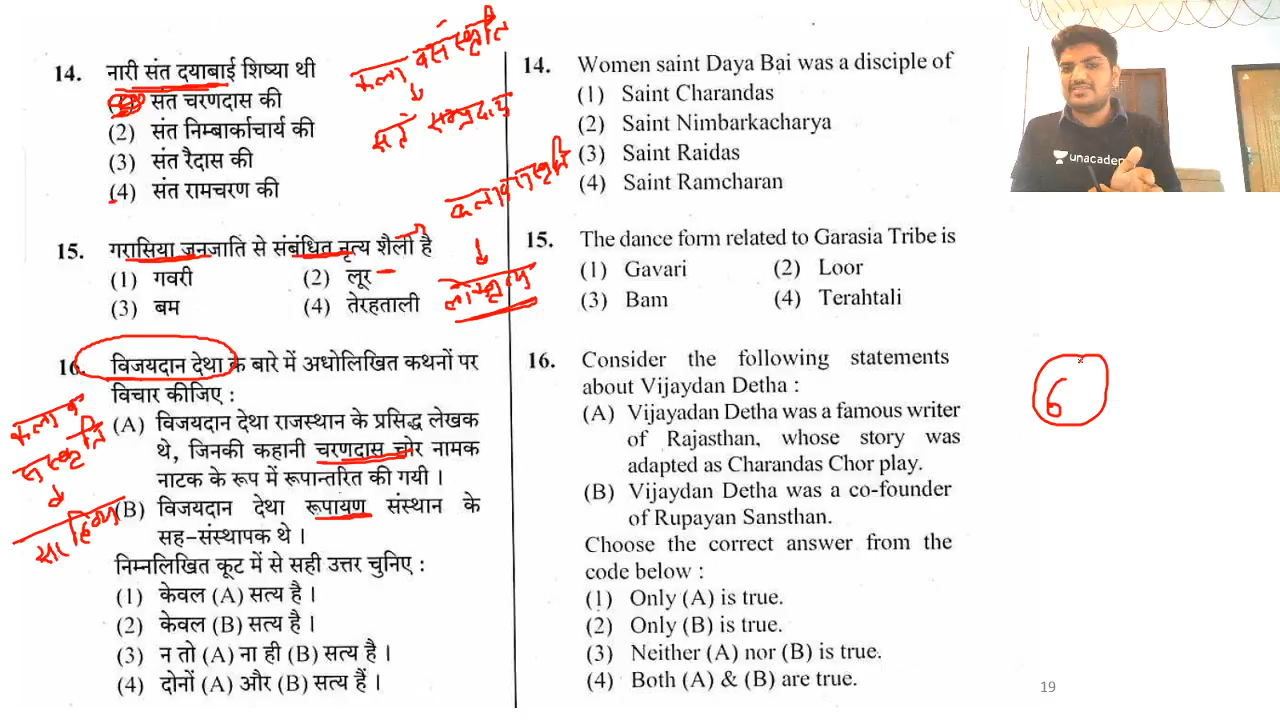 14. नारी संत दयाबाई शिष्या थी
संत चरणदास की
(2) संत निम्बार्काचार्य की
(3) संत रैदास की
(4) संत रामचरण की
15. गरासिया जनजाति से संबंधित नृत्य शैली है
(1) गवरी (2) लूर
(3) बम (4) तेरहताली
16. विजयदान देथा के बारे में अधोलिखित कथनों पर
विचार कीजिए :
(A) विजयदान देथा राजस्थान के प्रसिद्ध लेखक
थे, जिनकी कहानी चरणदास चोर नामक
नाटक के रूप में रूपान्तरित की गयी ।
(B) विजयदान देथा रूपायण संस्थान के
सह-संस्थापक थे ।
निम्नलिखित कूट में से सही उत्तर चुनिए :
(1) केवल (A) सत्य है ।
(2) केवल (B) सत्य है ।
(3) न तो (A) ना ही (B) सत्य है ।
(4) दोनों (A) और (B) सत्य हैं ।
कला व संस्कृति
संत सम्प्रदाय
कला व संस्कृति
लोकनृत्य
कला व
संस्कृति
साहित्य
14. Women saint Daya Bai was a disciple of
(1) Saint Charandas
(2) Saint Nimbarkacharya
(3) Saint Raidas
(4) Saint Ramcharan
15. The dance form related to Garasia Tribe is
(1) Gavari (2) Loor
(3) Bam (4) Terahtali
16. Consider the following statements
about Vijaydan Detha :
(A) Vijayadan Detha was a famous writer
of Rajasthan, whose story was
adapted as Charandas Chor play.
(B) Vijaydan Detha was a co-founder
of Rupayan Sansthan.
Choose the correct answer from the
code below :
(1) Only (A) is true.
(2) Only (B) is true.
(3) Neither (A) nor (B) is true.
(4) Both (A) & (B) are true.
unacadem
6
19